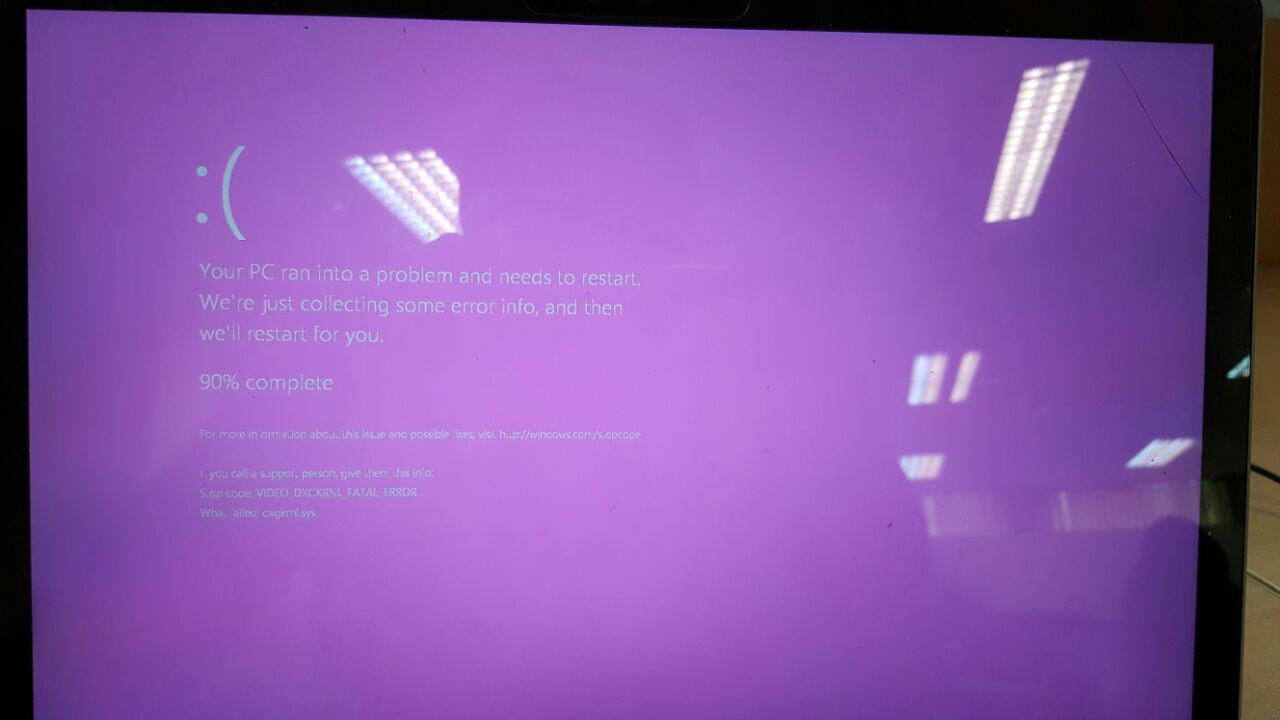 :(
Your PC ran into a problem and needs to restart.
We're just collecting some error info, and then
we'll restart for you.
90% complete
For more information about this issue and possible fixes, visit http://windows.com/stopcode
If you call a support person, give them this info:
Stop code: VIDEO_DXGKRNL_FATAL_ERROR
What failed: dxgkrnl.sys